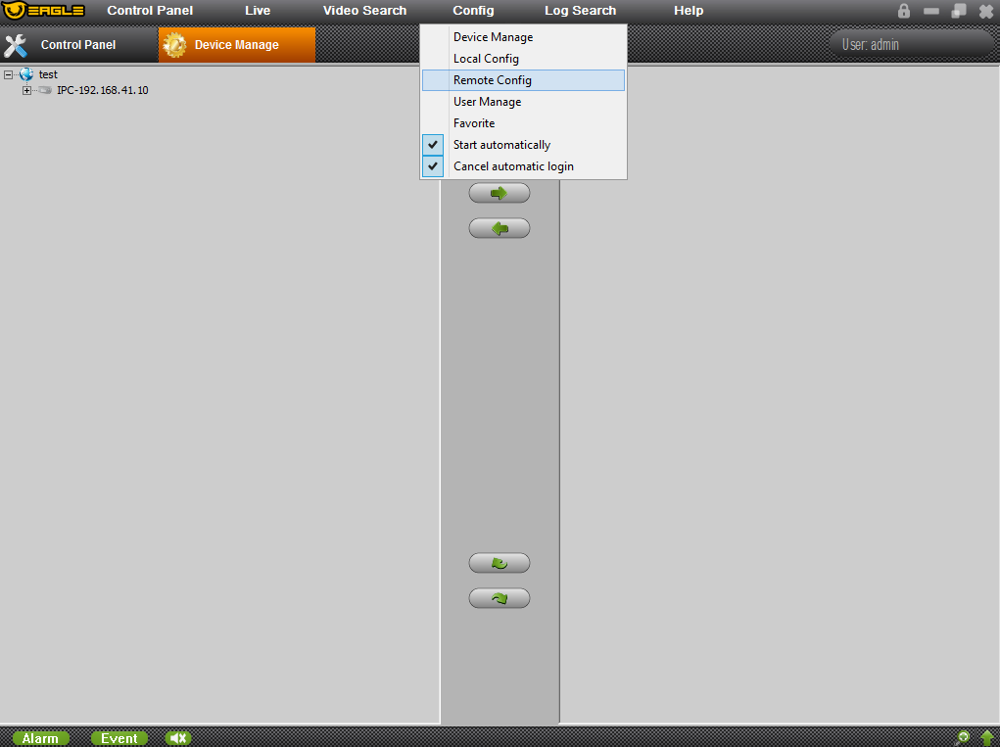 EAGLE Control Panel Live Video Search Config Log Search Help
Control Panel Device Manage User: admin
Device Manage
Local Config
Remote Config
User Manage
Favorite
Start automatically
Cancel automatic login
test
IPC-192.168.41.10
Alarm Event